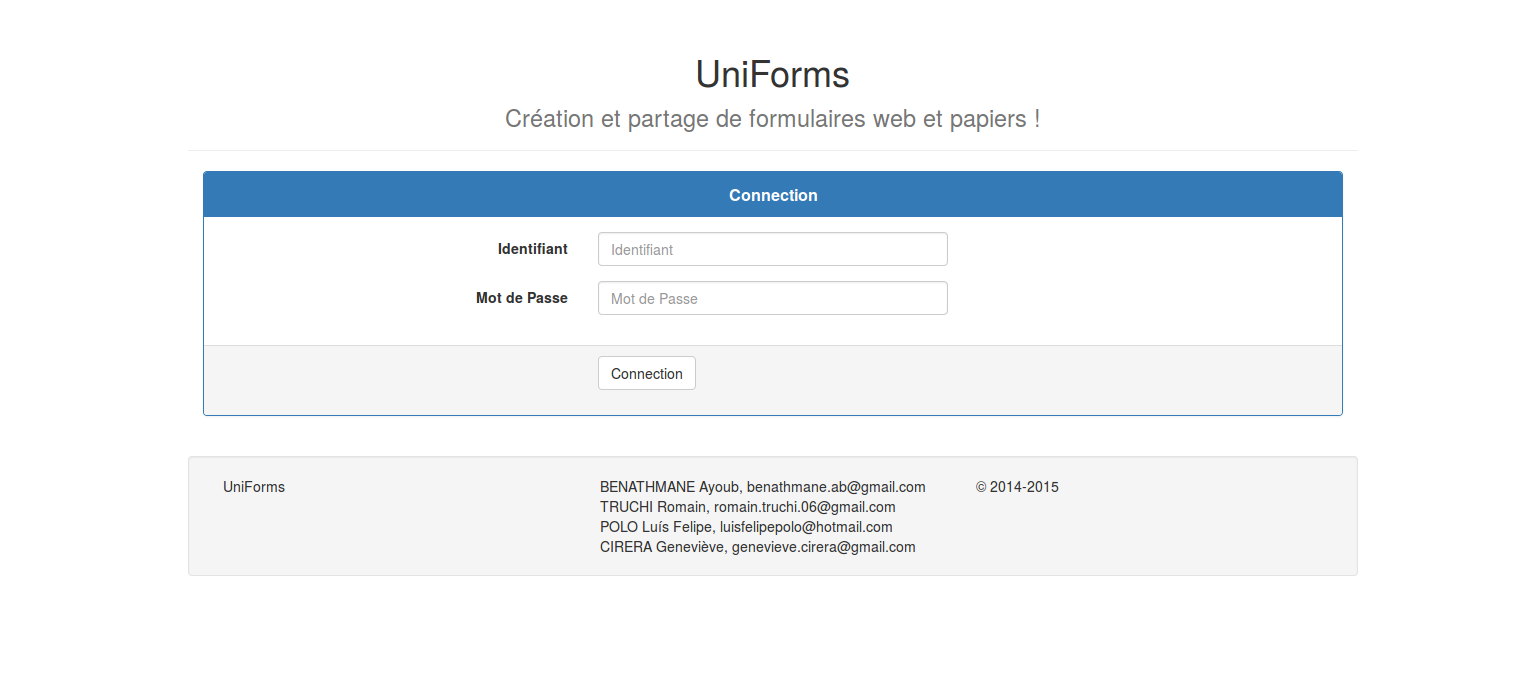 UniForms
Création et partage de formulaires web et papiers !
Connection
Identifiant
Identifiant
Mot de Passe
Mot de Passe
Connection
UniForms
BENATHMANE Ayoub, benathmane.ab@gmail.com
TRUCHI Romain, romain.truchi.06@gmail.com
POLO Luís Felipe, luisfelipepolo@hotmail.com
CIRERA Geneviève, genevieve.cirera@gmail.com
© 2014-2015